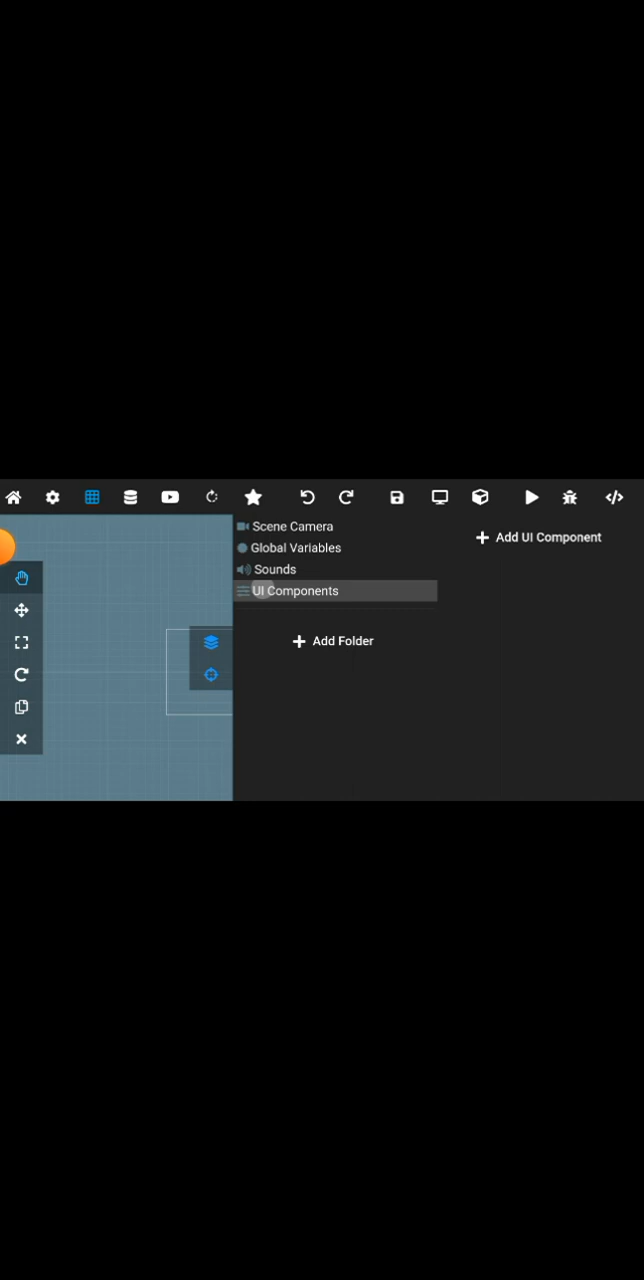 Scene Camera
Global Variables
Sounds
UI Components
Add Folder
Add UI Component